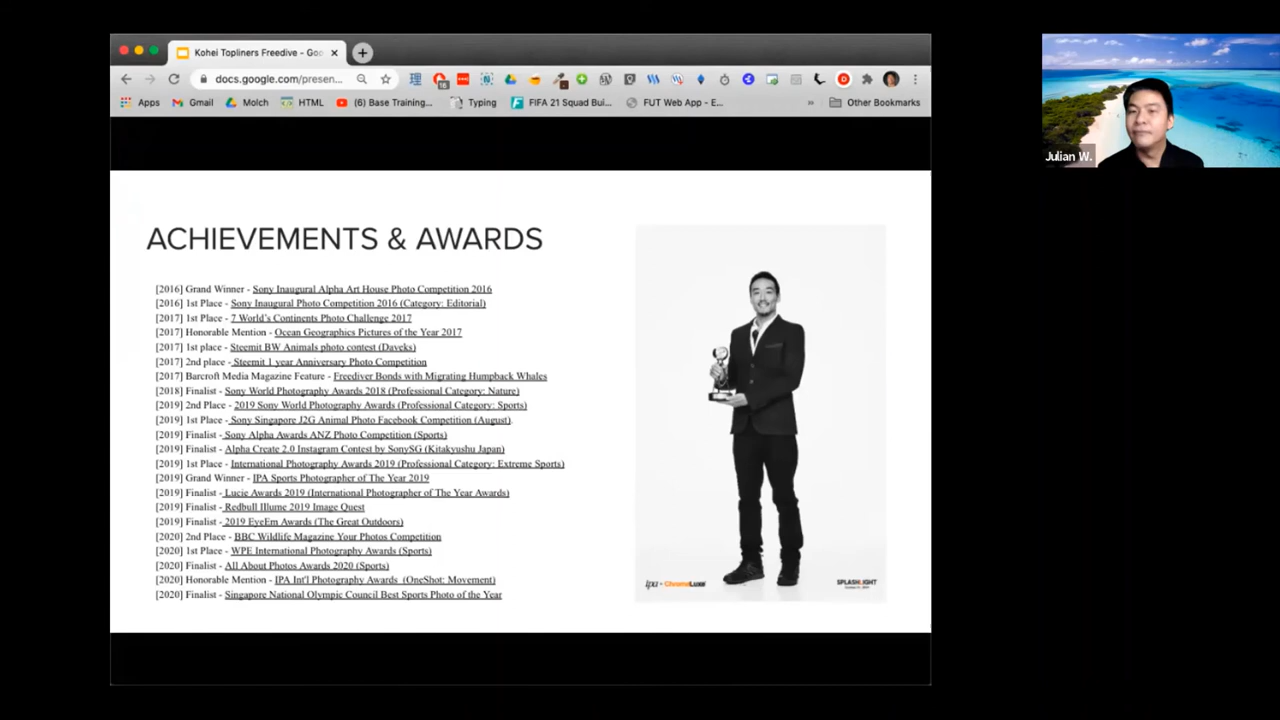 Kohei Topliners Freedive - Goo
docs.google.com/presen...
Apps
Gmail
Molch
HTML
(6) Base Training...
Typing
FIFA 21 Squad Bui...
FUT Web App - E...
»
Other Bookmarks
Julian W.
ACHIEVEMENTS & AWARDS
[2016] Grand Winner - Sony Inaugural Alpha Art House Photo Competition 2016
[2016] 1st Place - Sony Inaugural Photo Competition 2016 (Category: Editorial)
[2017] 1st Place - 7 World's Continents Photo Challenge 2017
[2017] Honorable Mention - Ocean Geographics Pictures of the Year 2017
[2017] 1st place - Steemit BW Animals photo contest (Daveks)
[2017] 2nd place - Steemit 1 year Anniversary Photo Competition
[2017] Barcroft Media Magazine Feature - Freediver Bonds with Migrating Humpback Whales
[2018] Finalist - Sony World Photography Awards 2018 (Professional Category: Nature)
[2019] 2nd Place - 2019 Sony World Photography Awards (Professional Category: Sports)
[2019] 1st Place - Sony Singapore J2G Animal Photo Facebook Competition (August)
[2019] Finalist - Sony Alpha Awards ANZ Photo Competition (Sports)
[2019] Finalist - Alpha Create 2.0 Instagram Contest by SonySG (Kitakyushu Japan)
[2019] 1st Place - International Photography Awards 2019 (Professional Category: Extreme Sports)
[2019] Grand Winner - IPA Sports Photographer of The Year 2019
[2019] Finalist - Lucie Awards 2019 (International Photographer of The Year Awards)
[2019] Finalist - Redbull Illume 2019 Image Quest
[2019] Finalist - 2019 EyeEm Awards (The Great Outdoors)
[2020] 2nd Place - BBC Wildlife Magazine Your Photos Competition
[2020] 1st Place - WPE International Photography Awards (Sports)
[2020] Finalist - All About Photos Awards 2020 (Sports)
[2020] Honorable Mention - IPA Int'l Photography Awards (OneShot: Movement)
[2020] Finalist - Singapore National Olympic Council Best Sports Photo of the Year
ipa + ChromaLuxe
SPLASHLIGHT